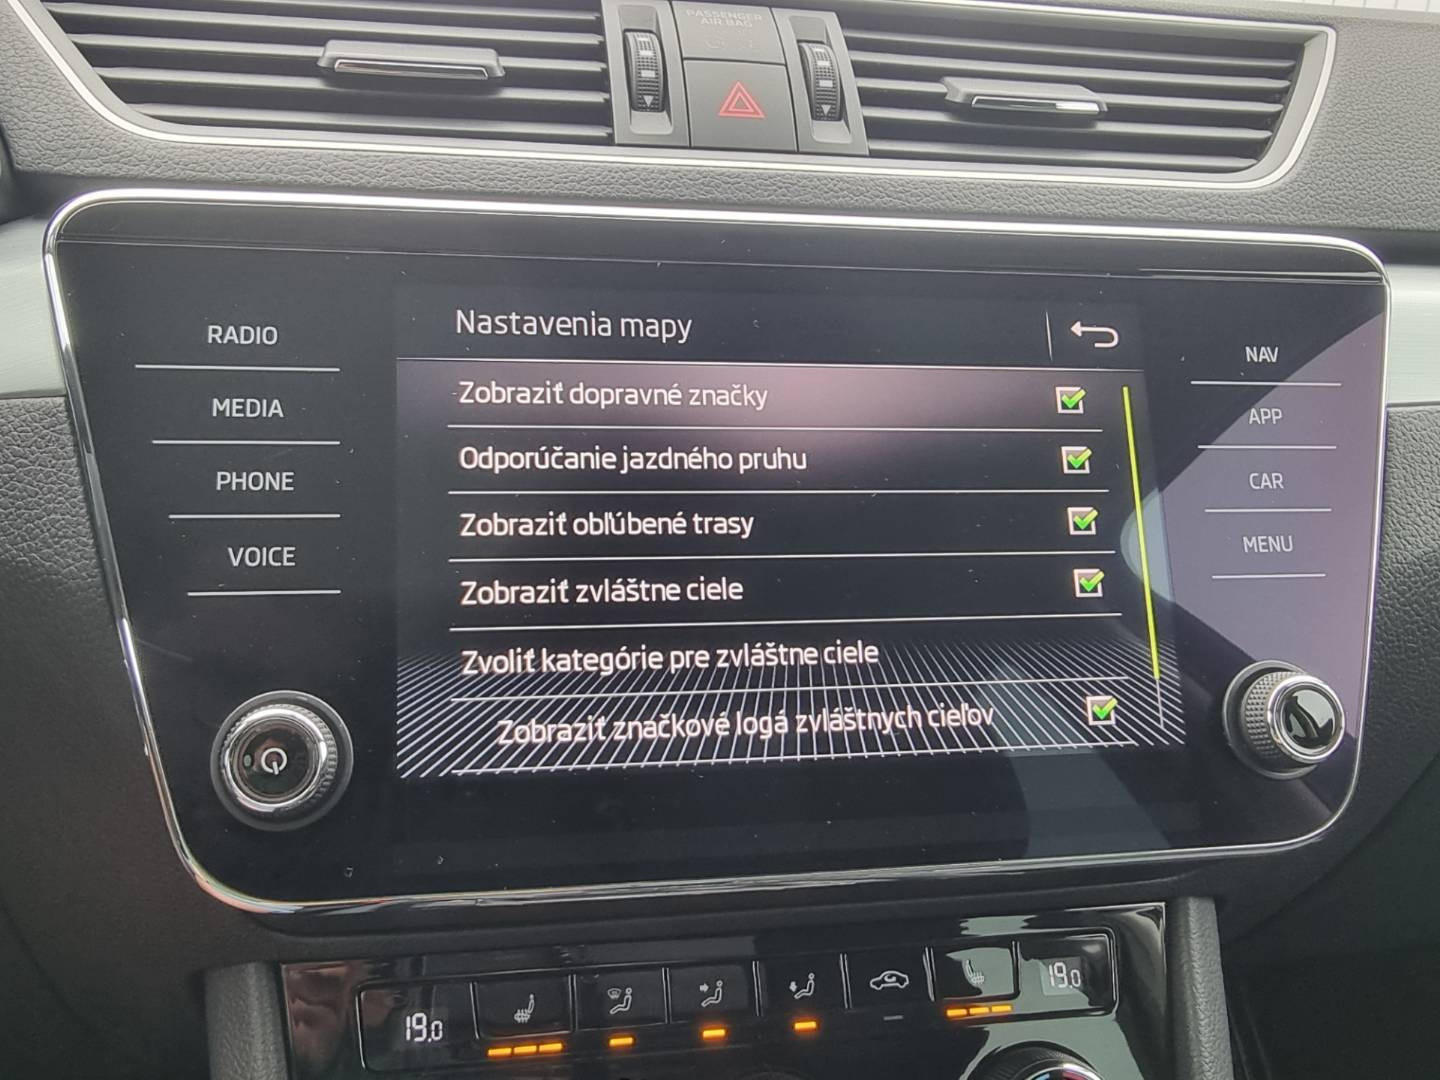 PASSENGER
AIR BAG
Nastavenia mapy
RADIO
MEDIA
PHONE
VOICE
Zobraziť dopravné značky
Odporúčanie jazdného pruhu
Zobraziť obľúbené trasy
Zobraziť zvláštne ciele
Zvoliť kategórie pre zvláštne ciele
Zobraziť značkové logá zvláštnych cieľov
NAV
APP
CAR
MENU
19.0
19.0